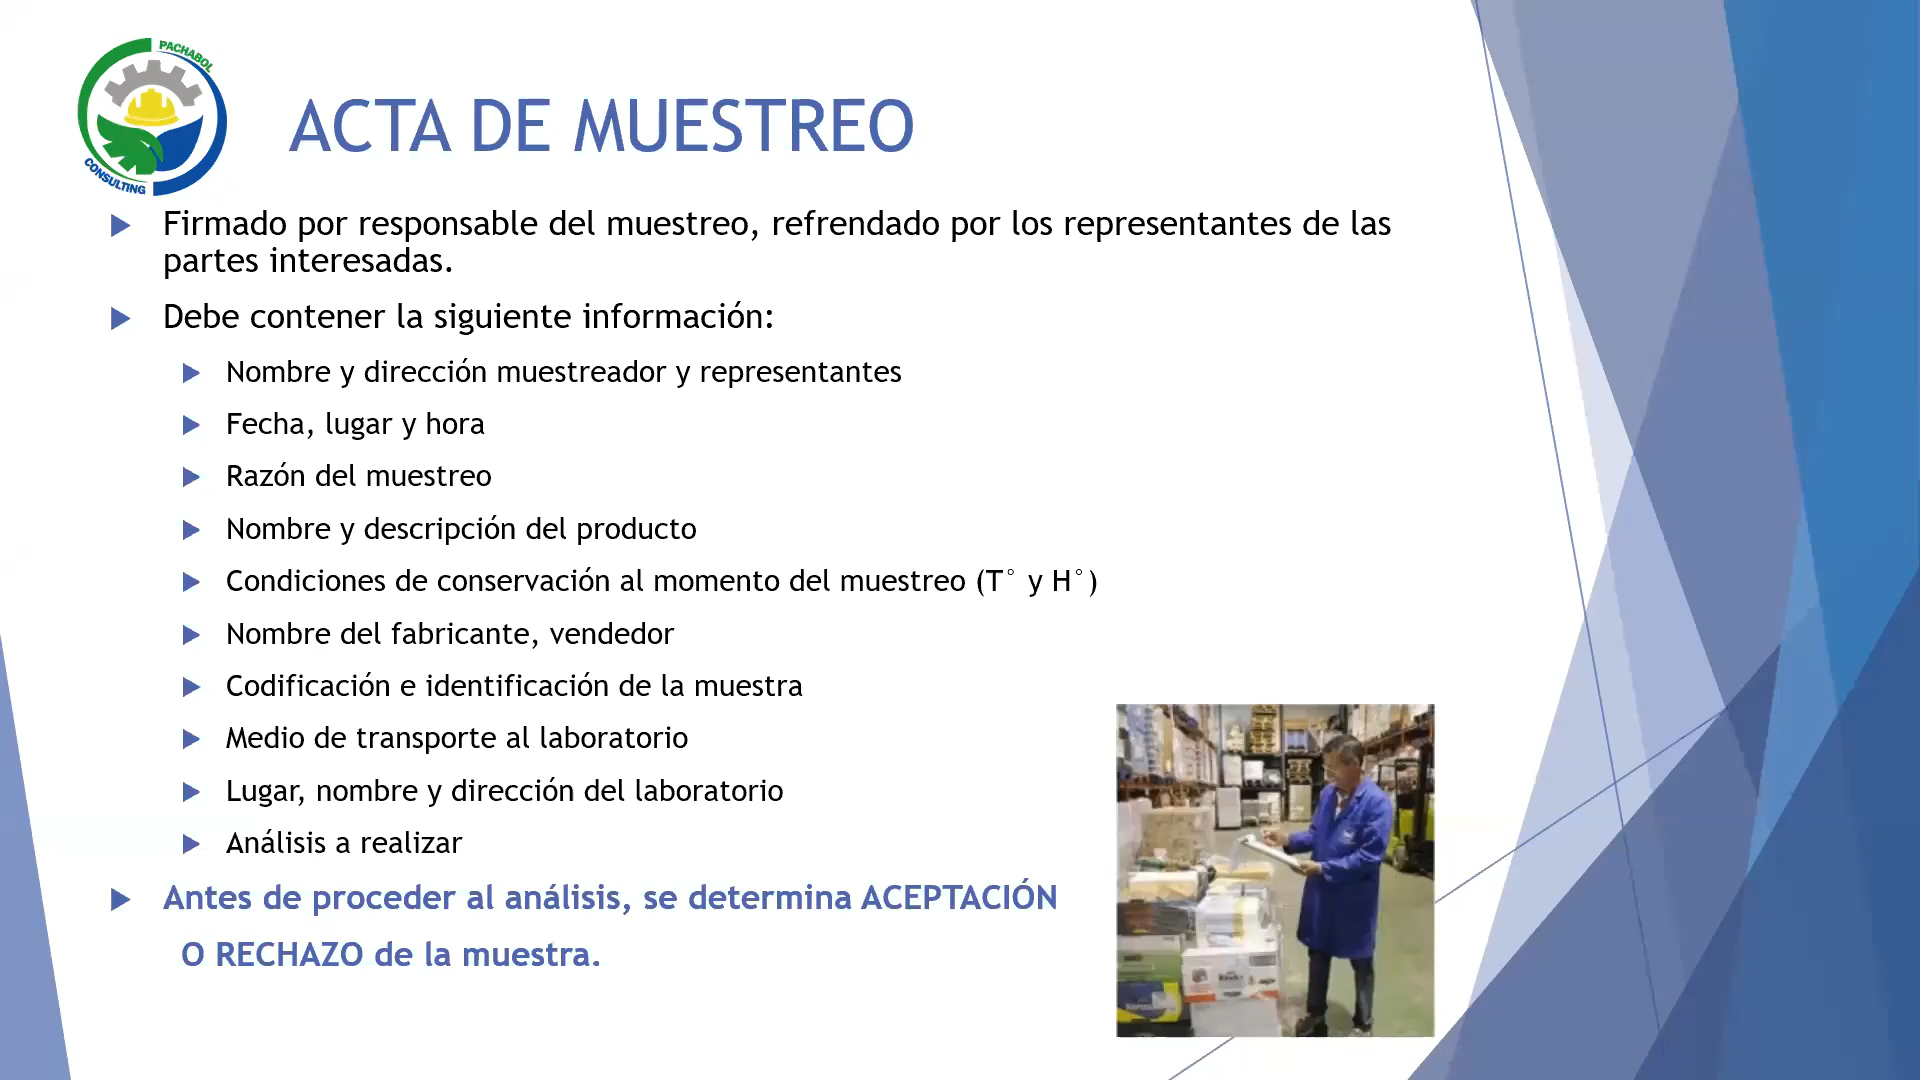 PACHABOL
CONSULTING
ACTA DE MUESTREO
Firmado por responsable del muestreo, refrendado por los representantes de las
partes interesadas.
Debe contener la siguiente información:
Nombre y dirección muestreador y representantes
Fecha, lugar y hora
Razón del muestreo
Nombre y descripción del producto
Condiciones de conservación al momento del muestreo (T° y H°)
Nombre del fabricante, vendedor
Codificación e identificación de la muestra
Medio de transporte al laboratorio
Lugar, nombre y dirección del laboratorio
Análisis a realizar
Antes de proceder al análisis, se determina ACEPTACIÓN
O RECHAZO de la muestra.